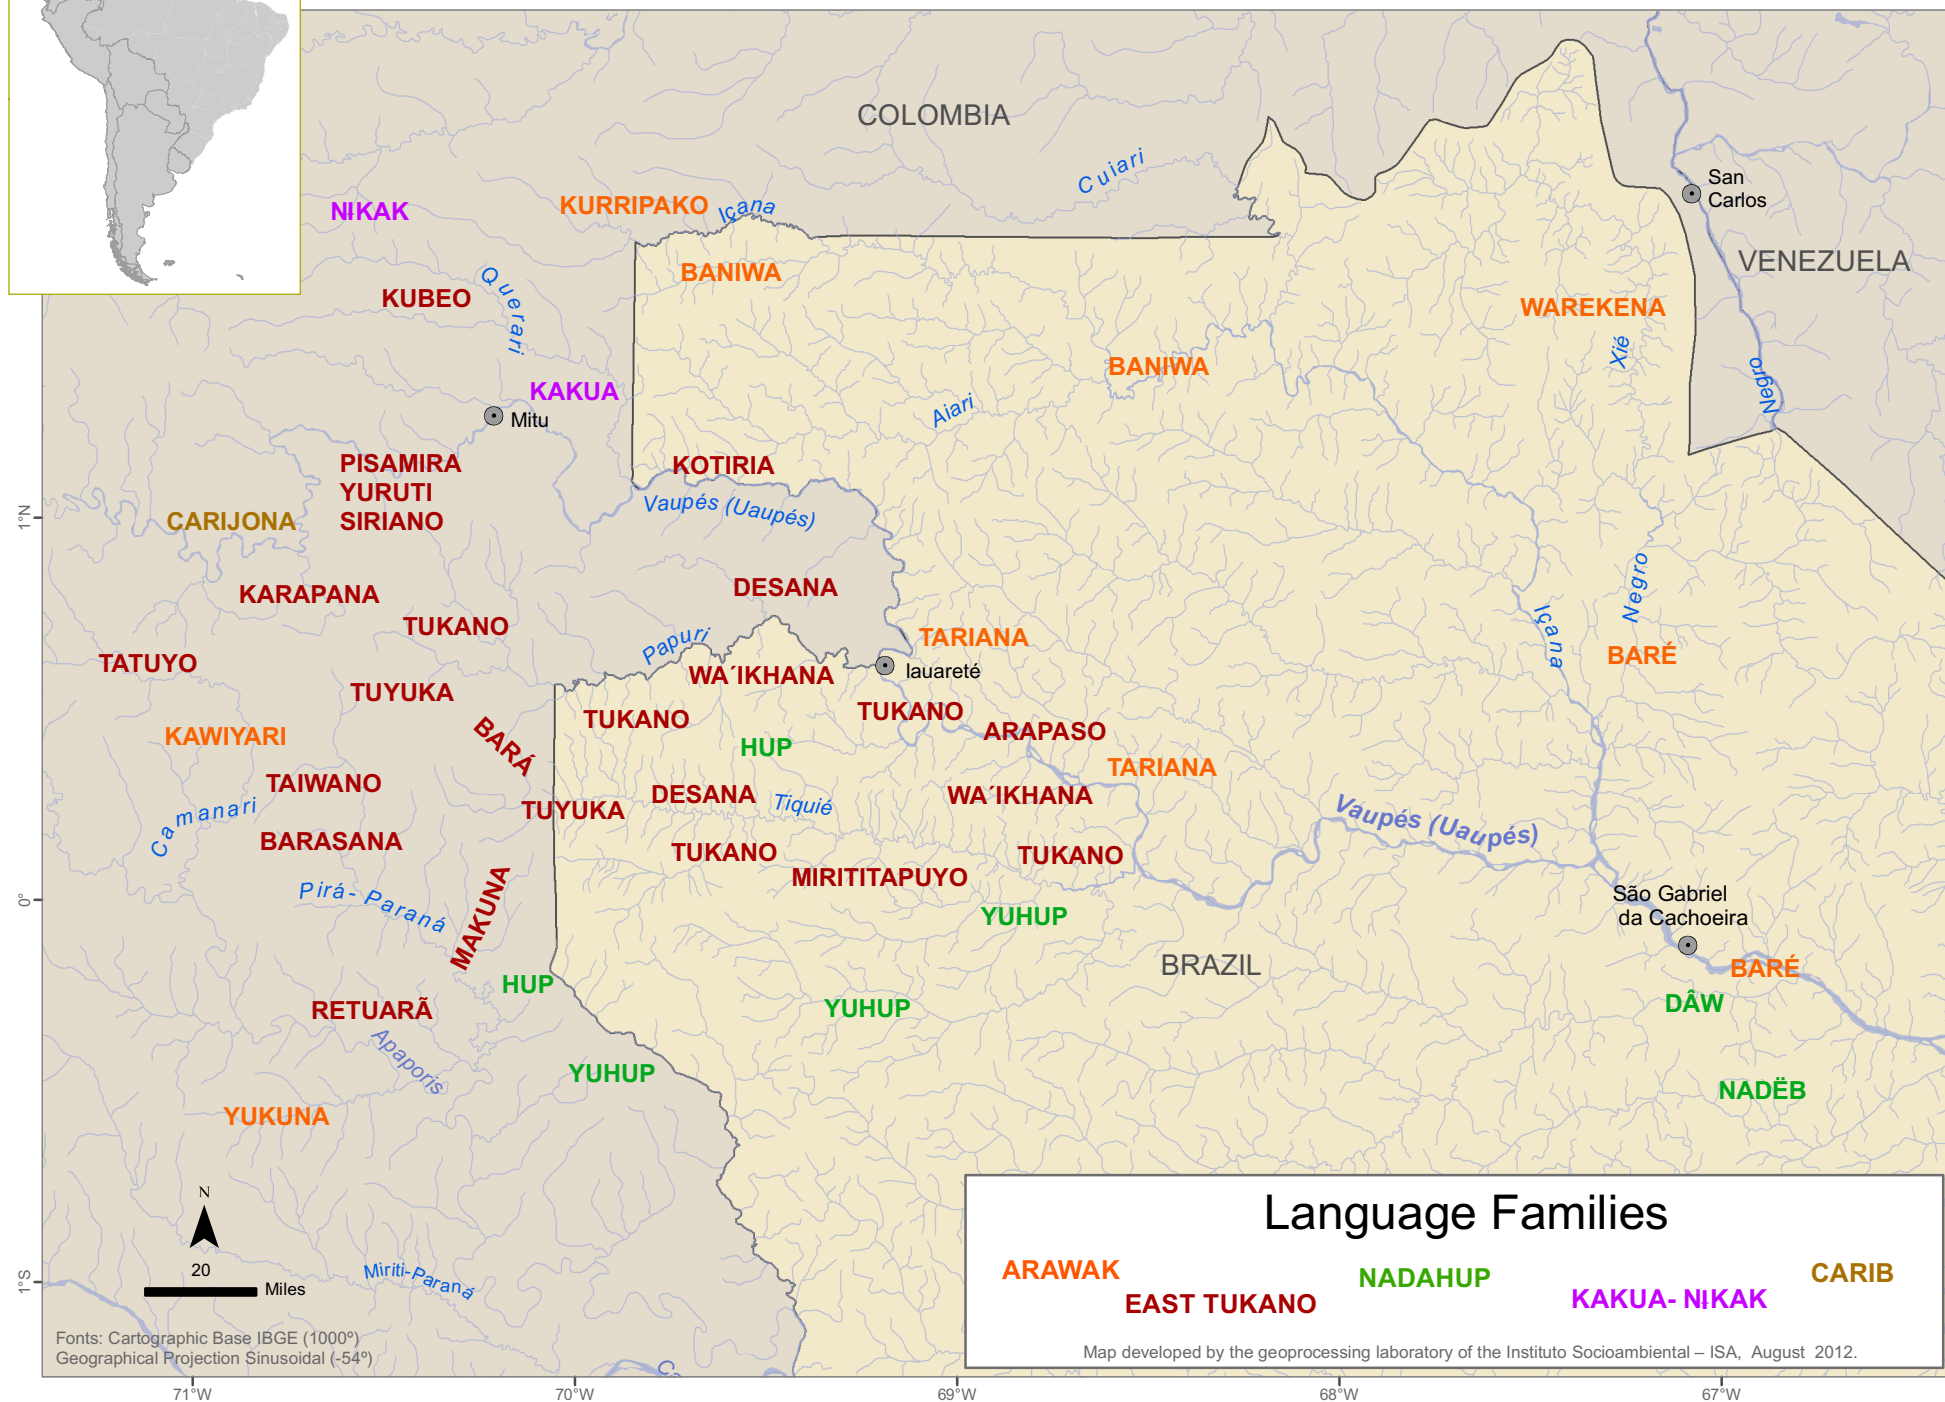 COLOMBIA
Cuiari
San
Carlos
NIKAK
KURRIPAKO
Içana
VENEZUELA
BANIWA
Querari
KUBEO
WAREKENA
Xié
BANIWA
Negro
KAKUA
Aiari
Mitu
PISAMIRA
YURUTI
SIRIANO
KOTIRIA
Vaupés (Uaupés)
1°N
CARIJONA
DESANA
KARAPANA
Negro
TUKANO
Papuri
TARIANA
Içana
BARÉ
TATUYO
WA´IKHANA
Iauareté
TUYUKA
TUKANO
TUKANO
BARÁ
ARAPASO
KAWIYARI
HUP
TARIANA
TAIWANO
DESANA
Tiquié
WA´IKHANA
TUYUKA
Camanari
Vaupés (Uaupés)
BARASANA
TUKANO
TUKANO
MIRITITAPUYO
0°
Pirá- Paraná
MAKUNA
YUHUP
São Gabriel
da Cachoeira
BRAZIL
BARÉ
HUP
DÂW
RETUARÃ
YUHUP
Apaporis
YUHUP
NADËB
YUKUNA
N
20
Miles
1°S
Miriti-Paraná
Language Families
ARAWAK
NADAHUP
CARIB
EAST TUKANO
KAKUA- NIKAK
Map developed by the geoprocessing laboratory of the Instituto Socioambiental – ISA, August 2012.
Fonts: Cartographic Base IBGE (1000º)
Geographical Projection Sinusoidal (-54º)
71°W
70°W
69°W
68°W
67°W